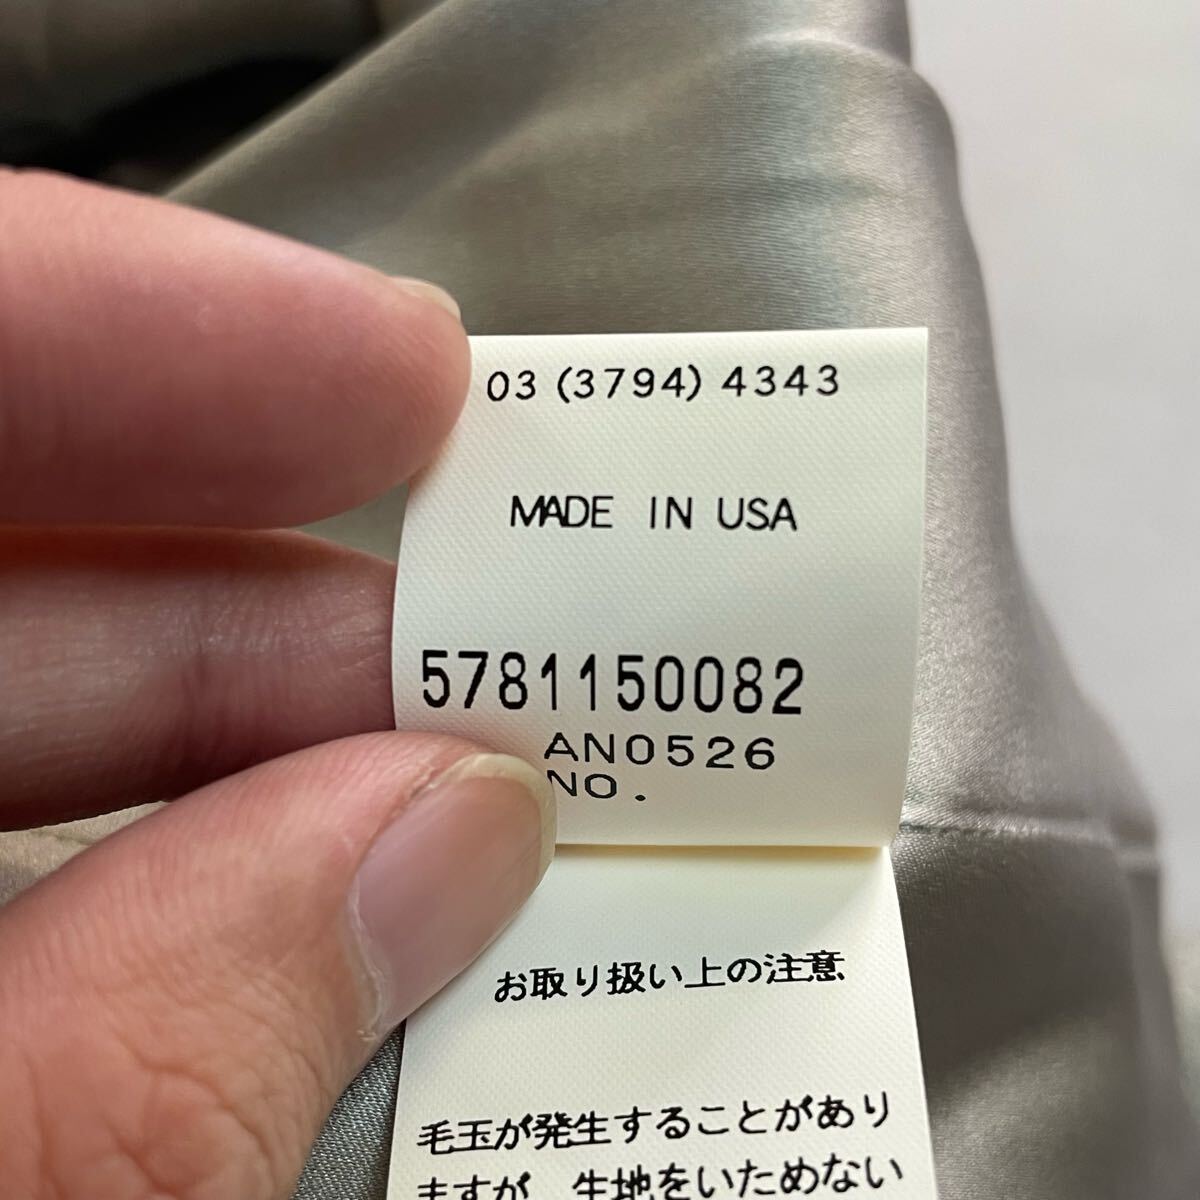 03 (3794) 4343
MADE IN USA
5781150082
AN0526
NO.
お取り扱い上の注意
毛玉が発生することがあり
ますが、生地をいためない